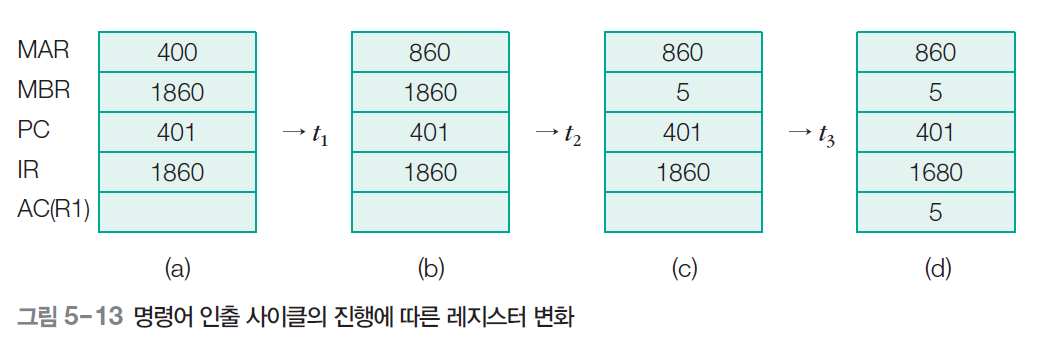 MAR 400 860 860 860
MBR 1860 1860 5 5
PC 401 → t1 401 → t2 401 → t3 401
IR 1860 1860 1860 1680
AC(R1) 5
(a) (b) (c) (d)
그림 5-13 명령어 인출 사이클의 진행에 따른 레지스터 변화